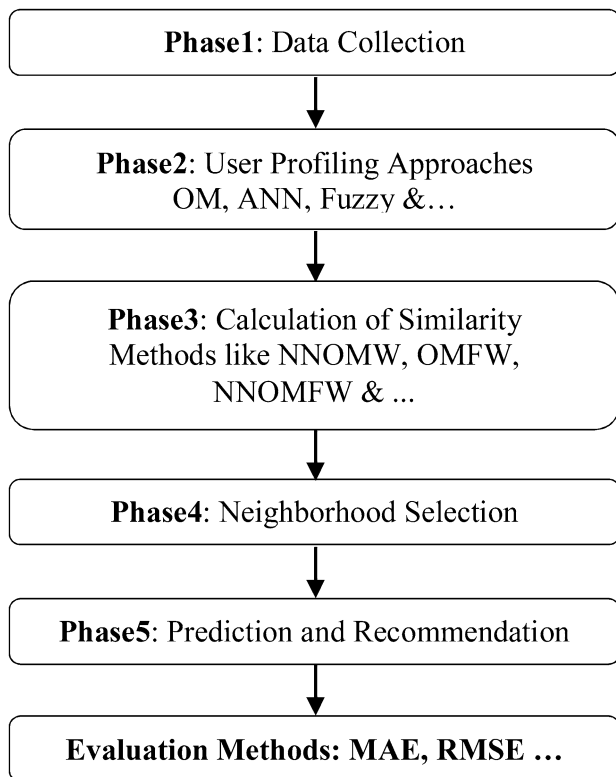 Phase1: Data Collection
Phase2: User Profiling Approaches
OM, ANN, Fuzzy &…
Phase3: Calculation of Similarity
Methods like NNOMW, OMFW,
NNOMFW & ...
Phase4: Neighborhood Selection
Phase5: Prediction and Recommendation
Evaluation Methods: MAE, RMSE …